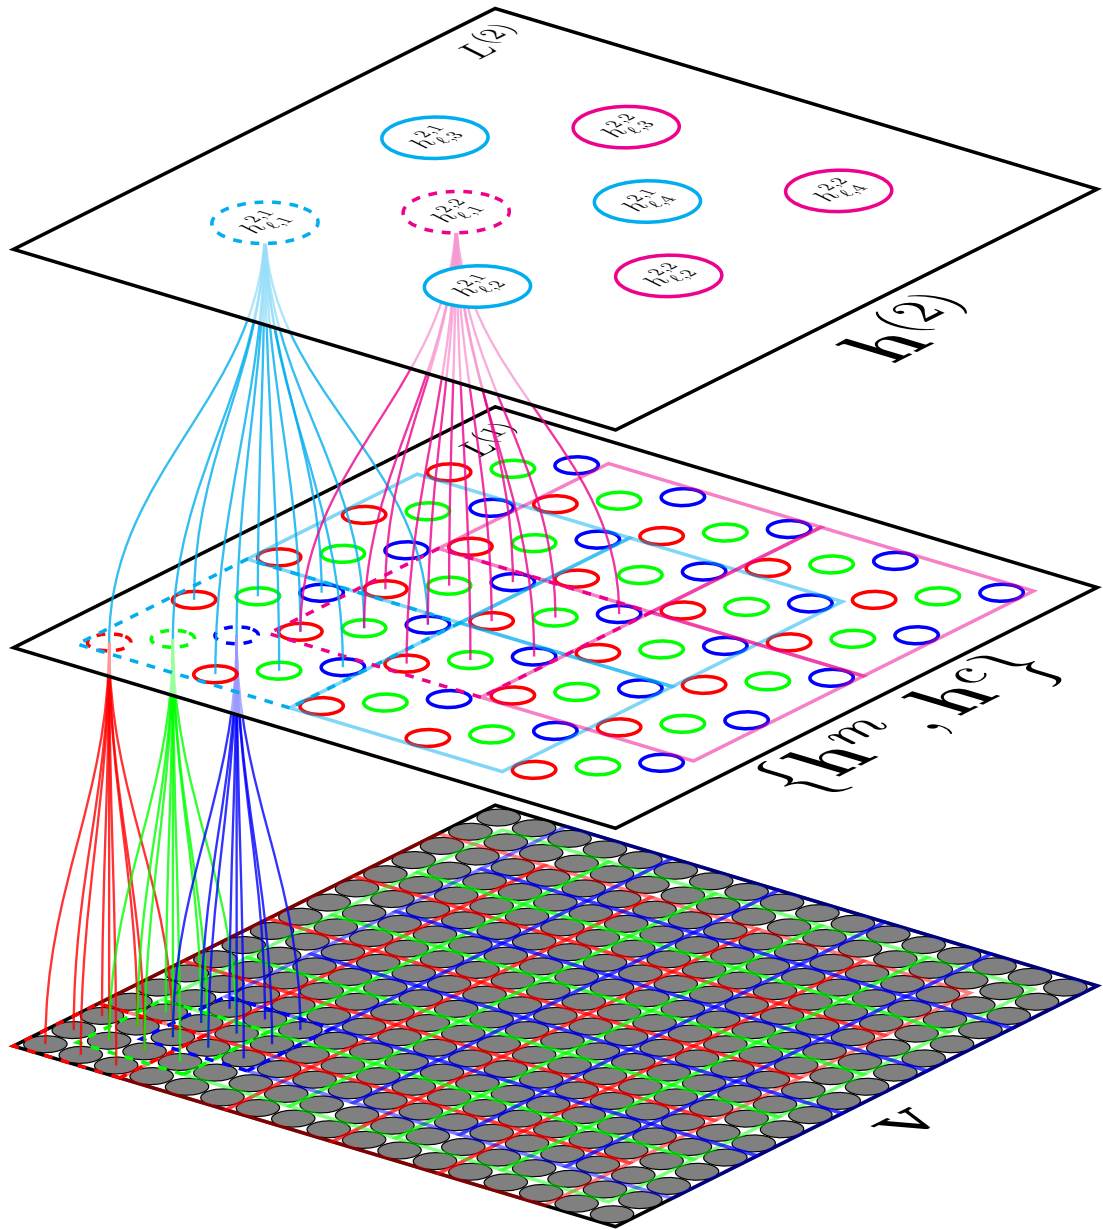 L⁽²⁾
h^{2,1}_{ℓ,3}
h^{2,2}_{ℓ,3}
h^{2,1}_{ℓ,1}
h^{2,2}_{ℓ,1}
h^{2,1}_{ℓ,4}
h^{2,2}_{ℓ,4}
h^{2,1}_{ℓ,2}
h^{2,2}_{ℓ,2}
h⁽²⁾
L⁽¹⁾
{h^m, h^c}
v